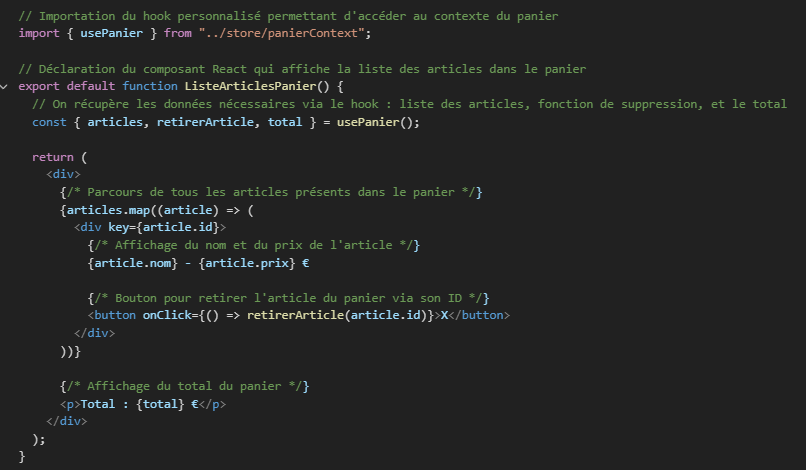 // Importation du hook personnalisé permettant d'accéder au contexte du panier
import { usePanier } from "../store/panierContext";
// Déclaration du composant React qui affiche la liste des articles dans le panier
export default function ListeArticlesPanier() {
// On récupère les données nécessaires via le hook : liste des articles, fonction de suppression, et le total
const { articles, retirerArticle, total } = usePanier();
return (
<div>
{/* Parcours de tous les articles présents dans le panier */}
{articles.map((article) => (
<div key={article.id}>
{/* Affichage du nom et du prix de l'article */}
{article.nom} - {article.prix} €
{/* Bouton pour retirer l'article du panier via son ID */}
<button onClick={() => retirerArticle(article.id)}>X</button>
</div>
))}
{/* Affichage du total du panier */}
<p>Total : {total} €</p>
</div>
);
}